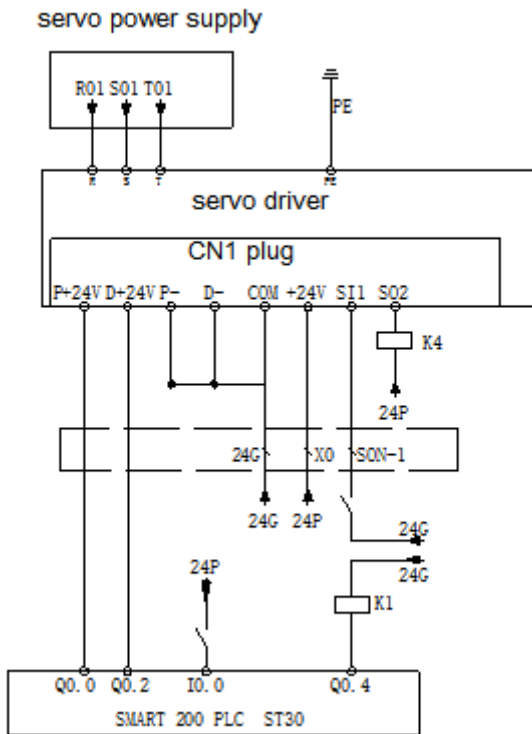 servo power supply
R01 S01 T01
PE
R S T PE
servo driver
CN1 plug
P+24V D+24V P- D- COM +24V SI1 SO2
K4
24P
24G X0 SON-1
24G 24P
24G
24G
24P
K1
Q0.0 Q0.2 I0.0 Q0.4
SMART 200 PLC ST30